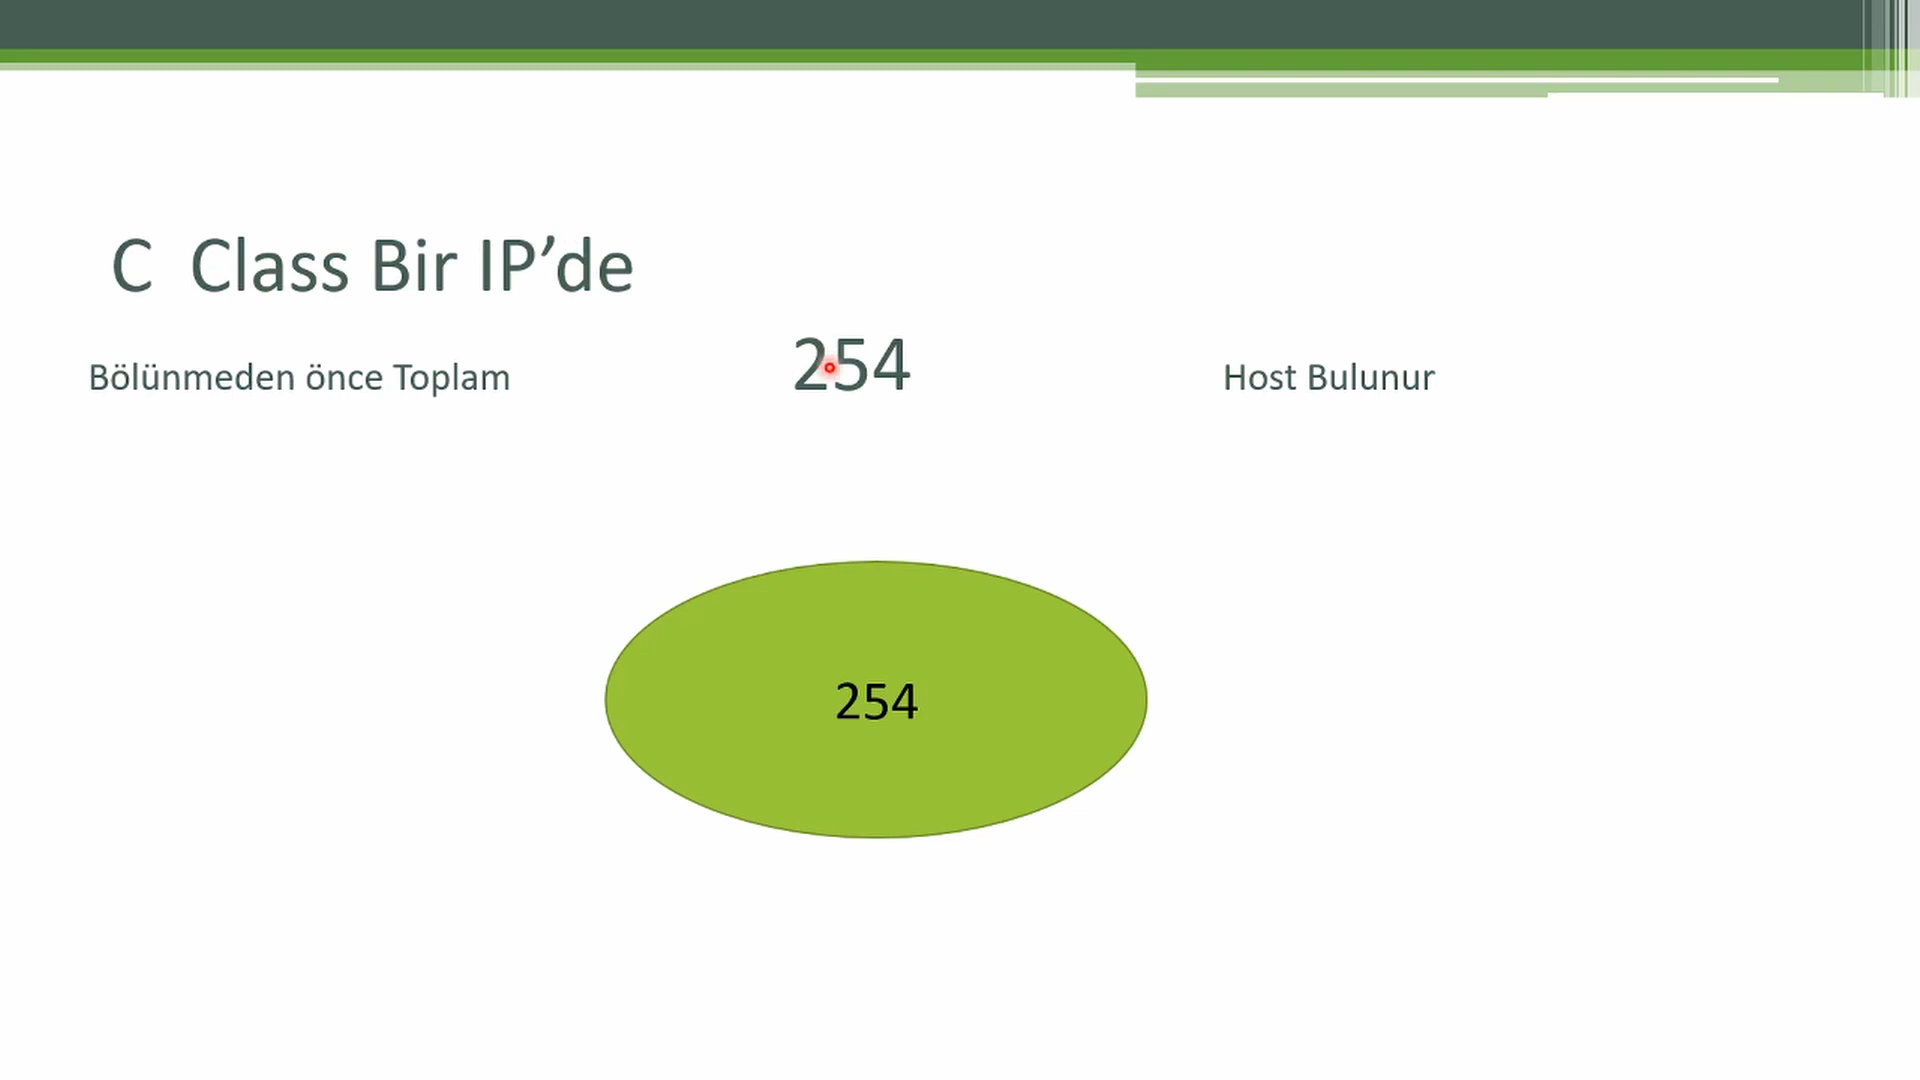 C  Class Bir IP’de
Bölünmeden önce Toplam 254 Host Bulunur
254